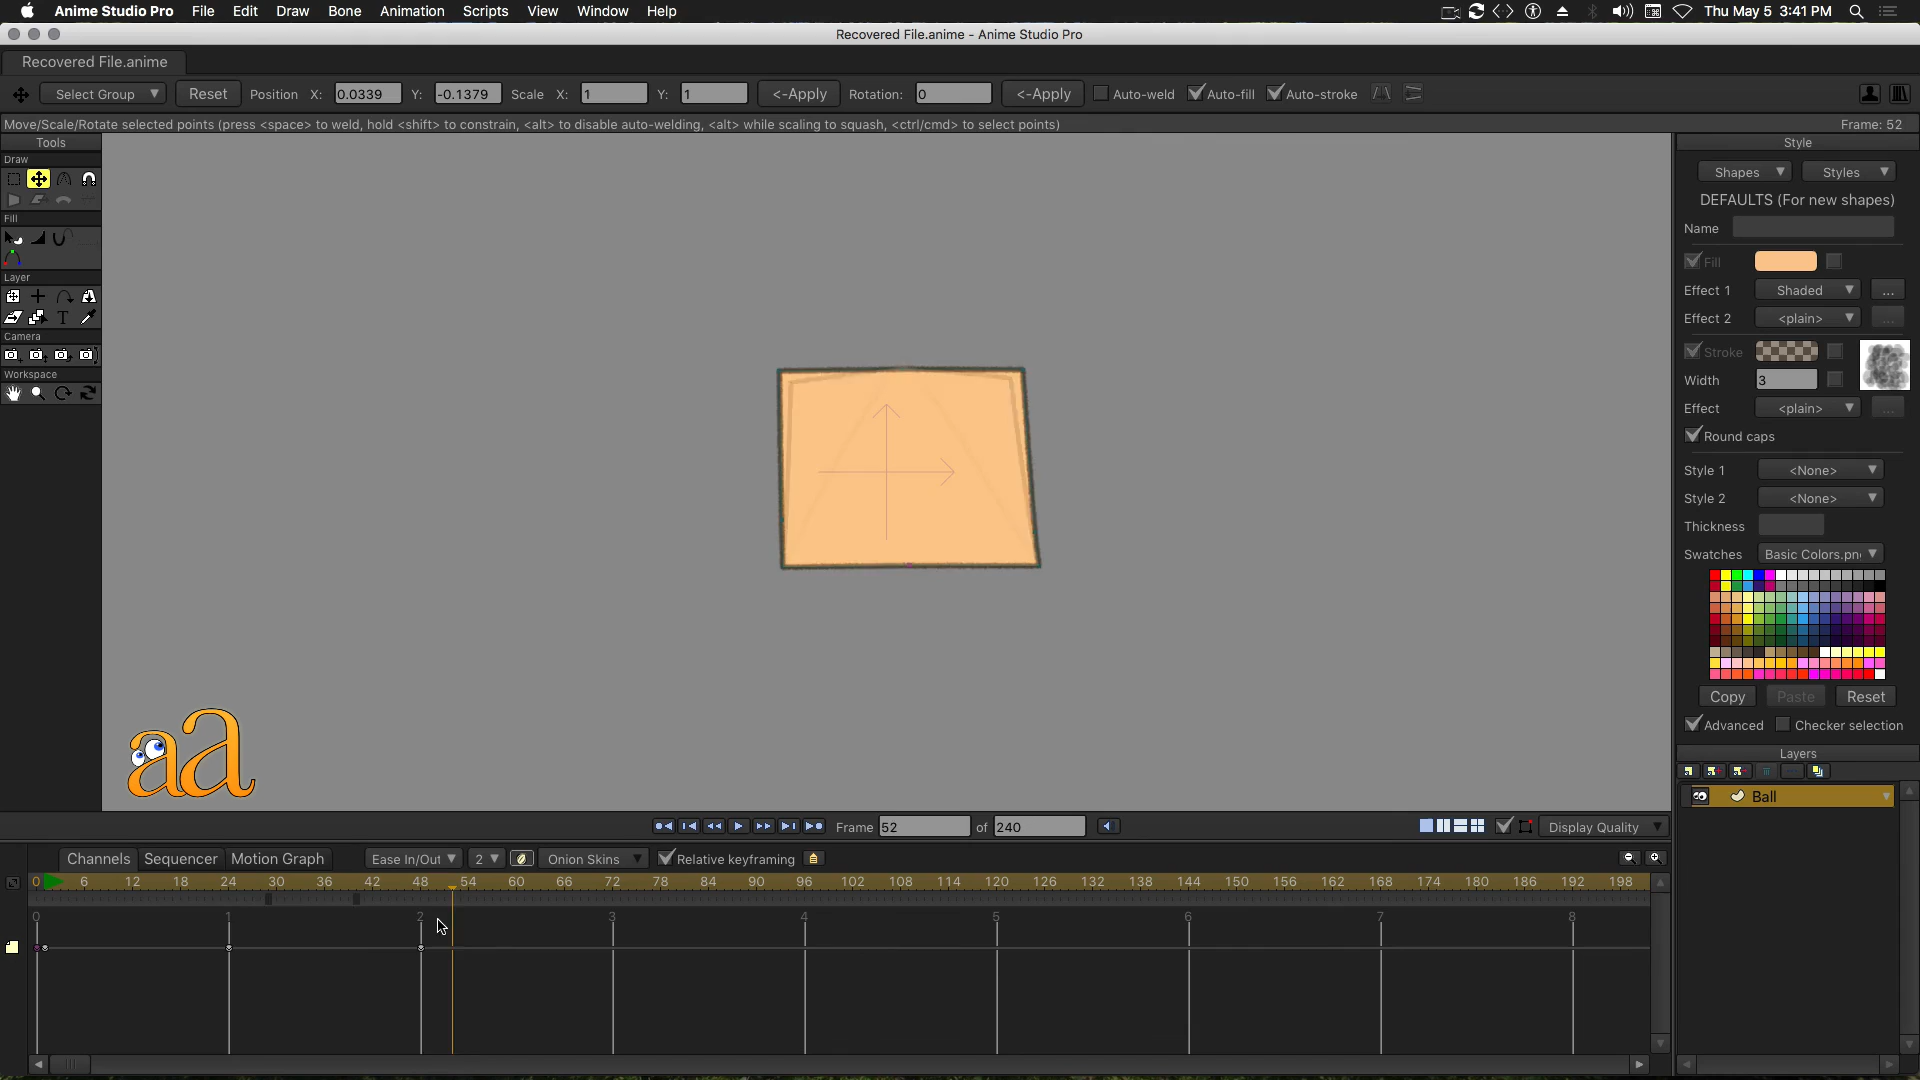 Anime Studio Pro File Edit Draw Bone Animation Scripts View Window Help Thu May 5 3:41 PM
Recovered File.anime - Anime Studio Pro
Recovered File.anime
Select Group Reset Position X: 0.0339 Y: -0.1379 Scale X: 1 Y: 1 <-Apply Rotation: 0 <-Apply Auto-weld Auto-fill Auto-stroke
Move/Scale/Rotate selected points (press <space> to weld, hold <shift> to constrain, <alt> to disable auto-welding, <alt> while scaling to squash, <ctrl/cmd> to select points) Frame: 52
Tools
Draw
Fill
Layer
T
Camera
Workspace
aa
Style
Shapes Styles
DEFAULTS (For new shapes)
Name
Fill
Effect 1 Shaded ...
Effect 2 <plain> ...
Stroke
Width 3
Effect <plain> ...
Round caps
Style 1 <None>
Style 2 <None>
Thickness
Swatches Basic Colors.pn
Copy Paste Reset
Advanced Checker selection
Layers
Ball
Frame 52 of 240 Display Quality
Channels Sequencer Motion Graph Ease In/Out 2 Onion Skins Relative keyframing
0 6 12 18 24 30 36 42 48 54 60 66 72 78 84 90 96 102 108 114 120 126 132 138 144 150 156 162 168 174 180 186 192 198
0 1 2 3 4 5 6 7 8